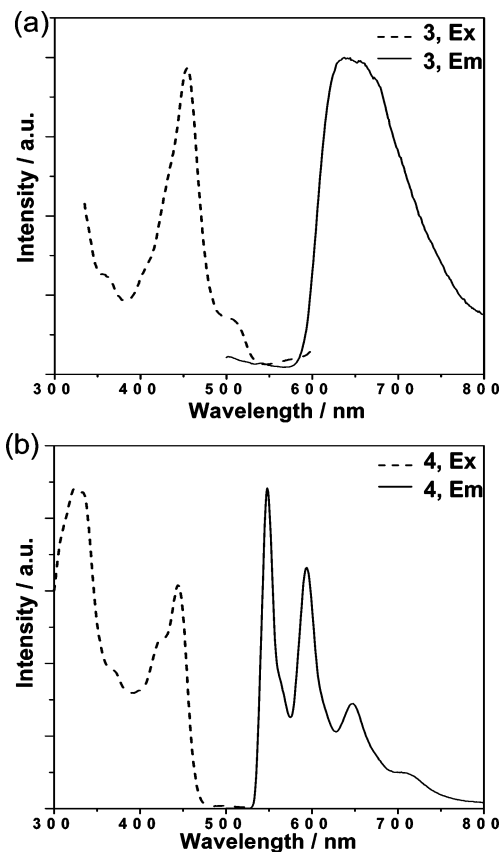 (a)
3, Ex
3, Em
Intensity / a.u.
300 400 500 600 700 800
Wavelength / nm
(b)
4, Ex
4, Em
Intensity / a.u.
300 400 500 600 700 800
Wavelength / nm